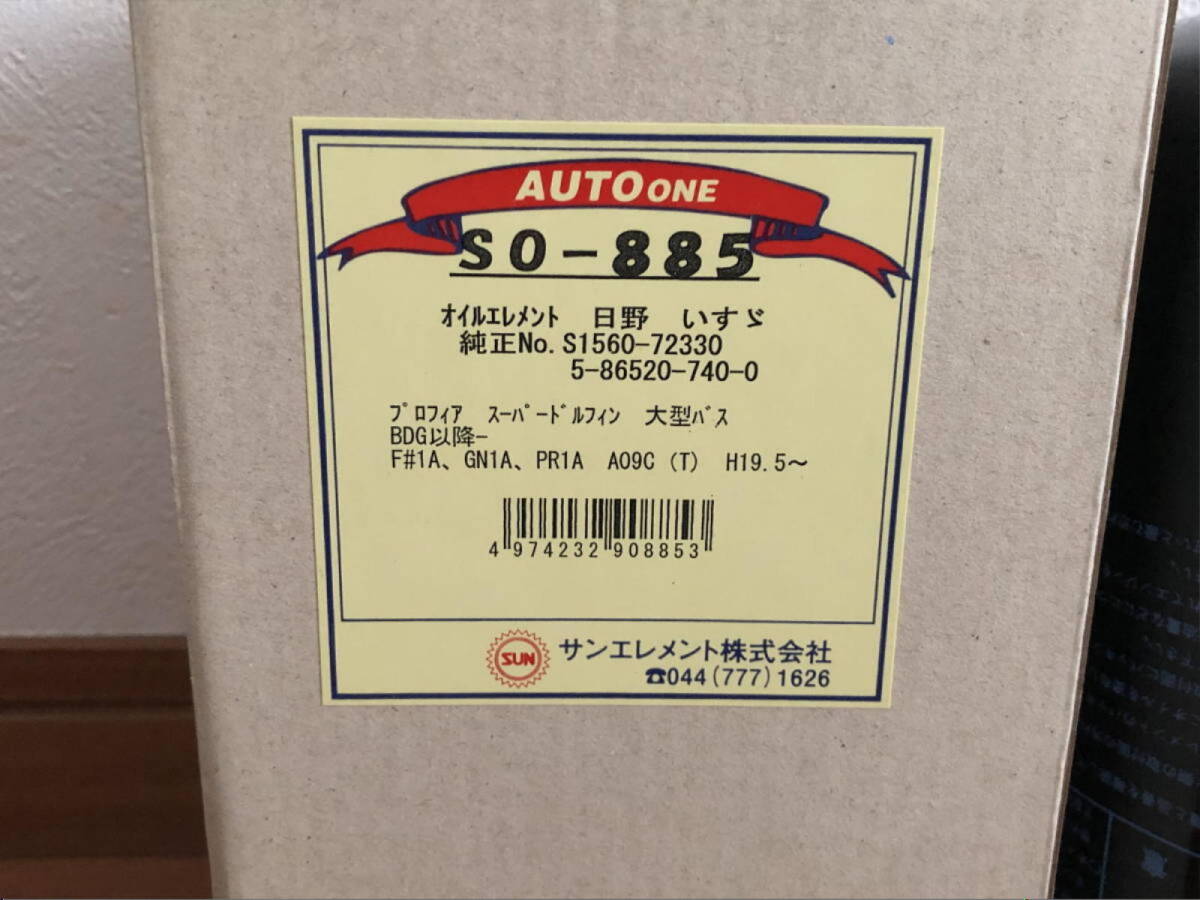 AUTO ONE
SO-885
ｵｲﾙｴﾚﾒﾝﾄ　日野　いすゞ
純正No. S1560-72330
5-86520-740-0
ﾌﾟﾛﾌｨｱ　ｽｰﾊﾟｰﾄﾞﾙﾌｨﾝ　大型ﾊﾞｽ
BDG以降-
F#1A、GN1A、PR1A　A09C (T)　H19.5～
4 974232 908853
SUN サンエレメント株式会社
☎044(777)1626